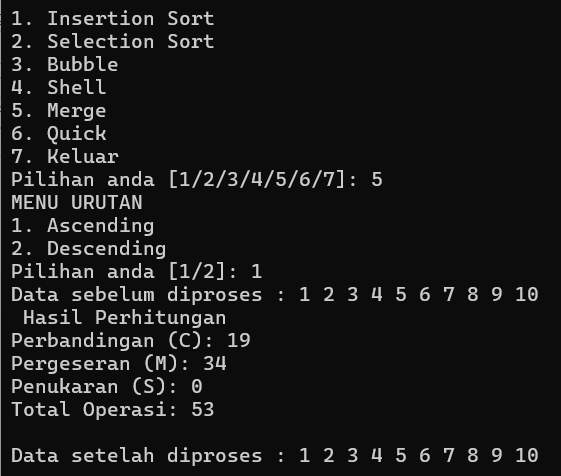 1. Insertion Sort
2. Selection Sort
3. Bubble
4. Shell
5. Merge
6. Quick
7. Keluar
Pilihan anda [1/2/3/4/5/6/7]: 5
MENU URUTAN
1. Ascending
2. Descending
Pilihan anda [1/2]: 1
Data sebelum diproses : 1 2 3 4 5 6 7 8 9 10
Hasil Perhitungan
Perbandingan (C): 19
Pergeseran (M): 34
Penukaran (S): 0
Total Operasi: 53
Data setelah diproses : 1 2 3 4 5 6 7 8 9 10